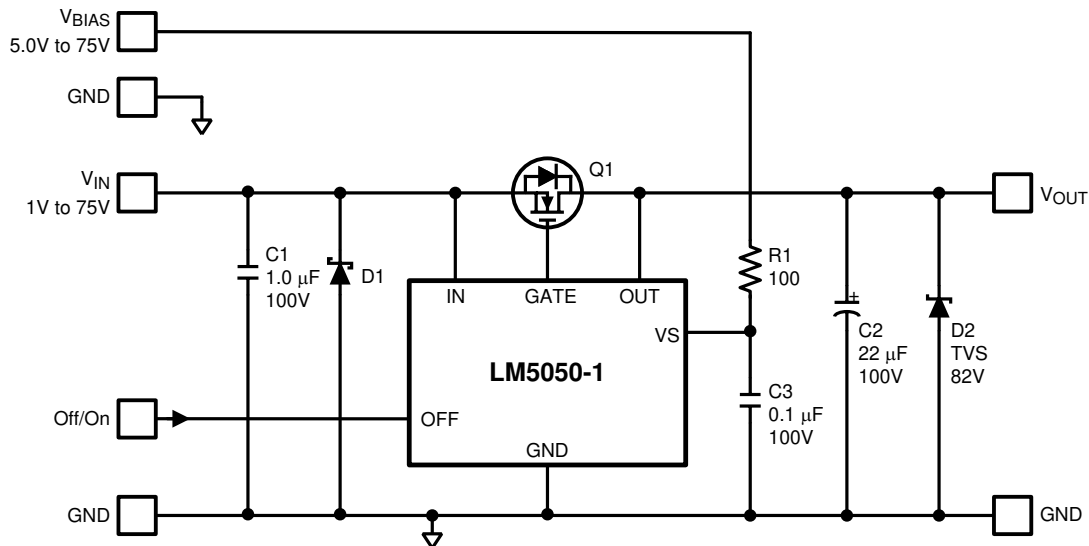 VBIAS
5.0V to 75V
GND
VIN
1V to 75V
Q1
VOUT
C1
1.0 μF
100V
D1
IN
GATE
OUT
VS
LM5050-1
OFF
GND
R1
100
C3
0.1 μF
100V
+
C2
22 μF
100V
D2
TVS
82V
Off/On
GND
GND